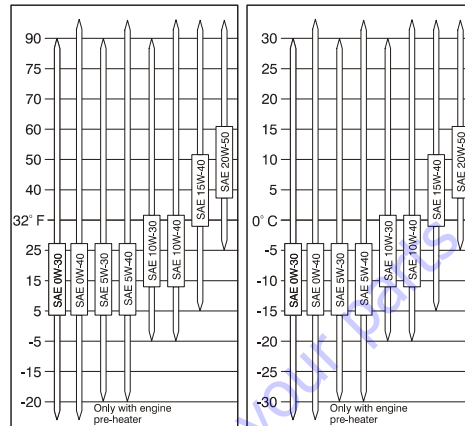 90
75
70
60
50
40
32° F
25
15
5
-5
-15
-20
SAE 0W-30
SAE 0W-40
SAE 5W-30
SAE 5W-40
SAE 10W-30
SAE 10W-40
SAE 15W-40
SAE 20W-50
Only with engine
pre-heater
30
25
20
15
10
5
0° C
-5
-10
-15
-20
-25
-30
SAE 0W-30
SAE 0W-40
SAE 5W-30
SAE 5W-40
SAE 10W-30
SAE 10W-40
SAE 15W-40
SAE 20W-50
Only with engine
pre-heater
your parts